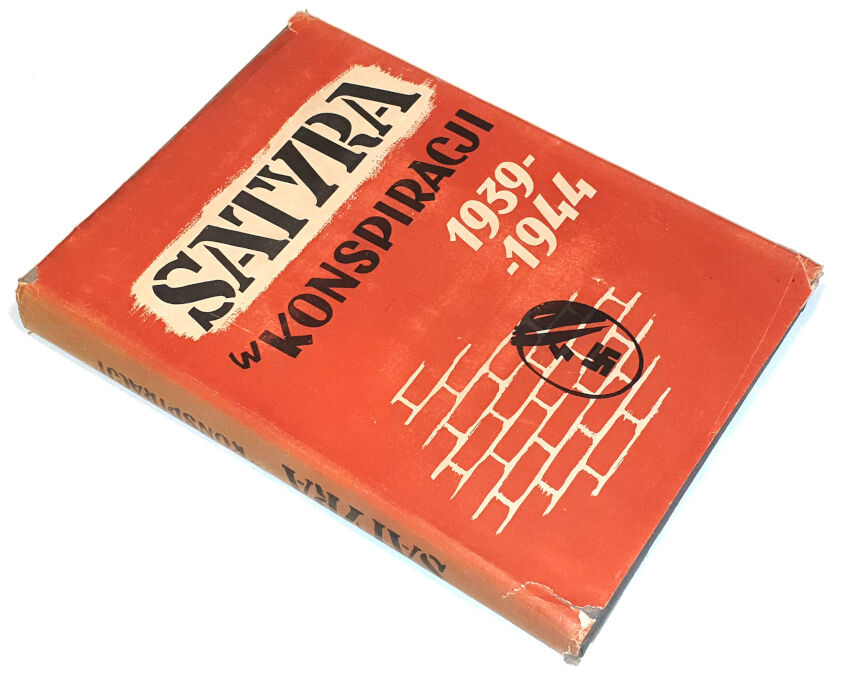 SATYRA
w KONSPIRACJI
1939-
-1944
SATYRA
KONSPIRACJI